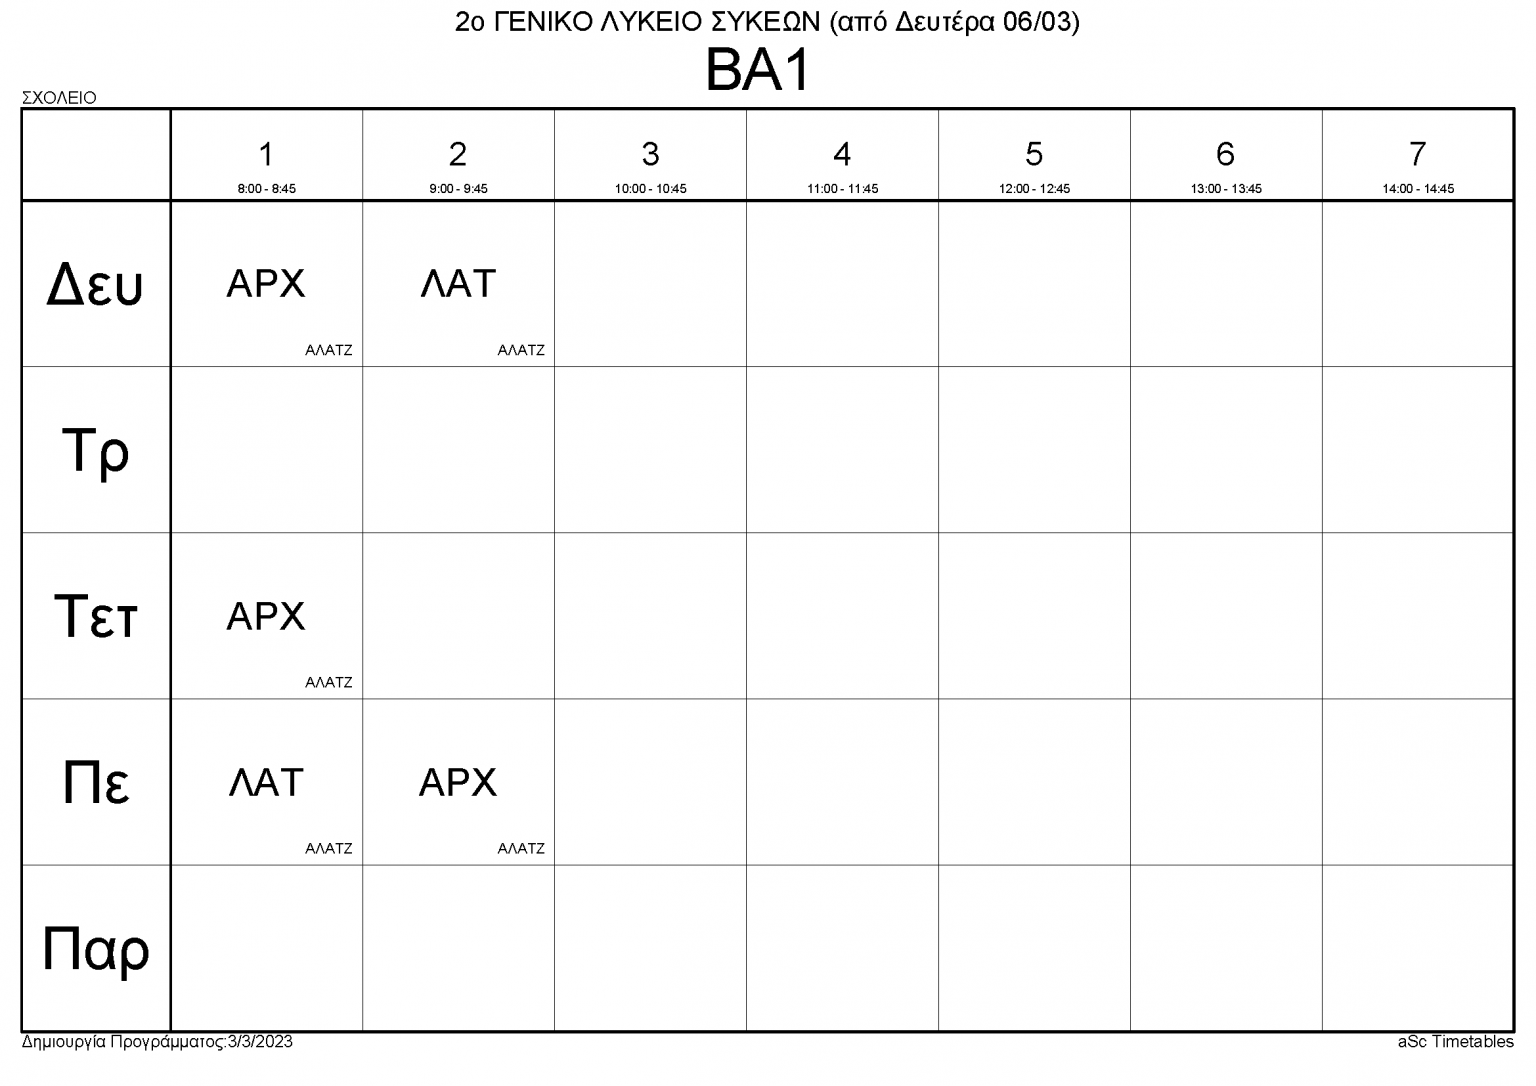 2ο ΓΕΝΙΚΟ ΛΥΚΕΙΟ ΣΥΚΕΩΝ (από Δευτέρα 06/03)
ΒΑ1
ΣΧΟΛΕΙΟ
1 2 3 4 5 6 7
8:00 - 8:45 9:00 - 9:45 10:00 - 10:45 11:00 - 11:45 12:00 - 12:45 13:00 - 13:45 14:00 - 14:45
Δευ ΑΡΧ ΛΑΤ
ΑΛΑΤΖ ΑΛΑΤΖ
Τρ
Τετ ΑΡΧ
ΑΛΑΤΖ
Πε ΛΑΤ ΑΡΧ
ΑΛΑΤΖ ΑΛΑΤΖ
Παρ
Δημιουργία Προγράμματος:3/3/2023 aSc Timetables